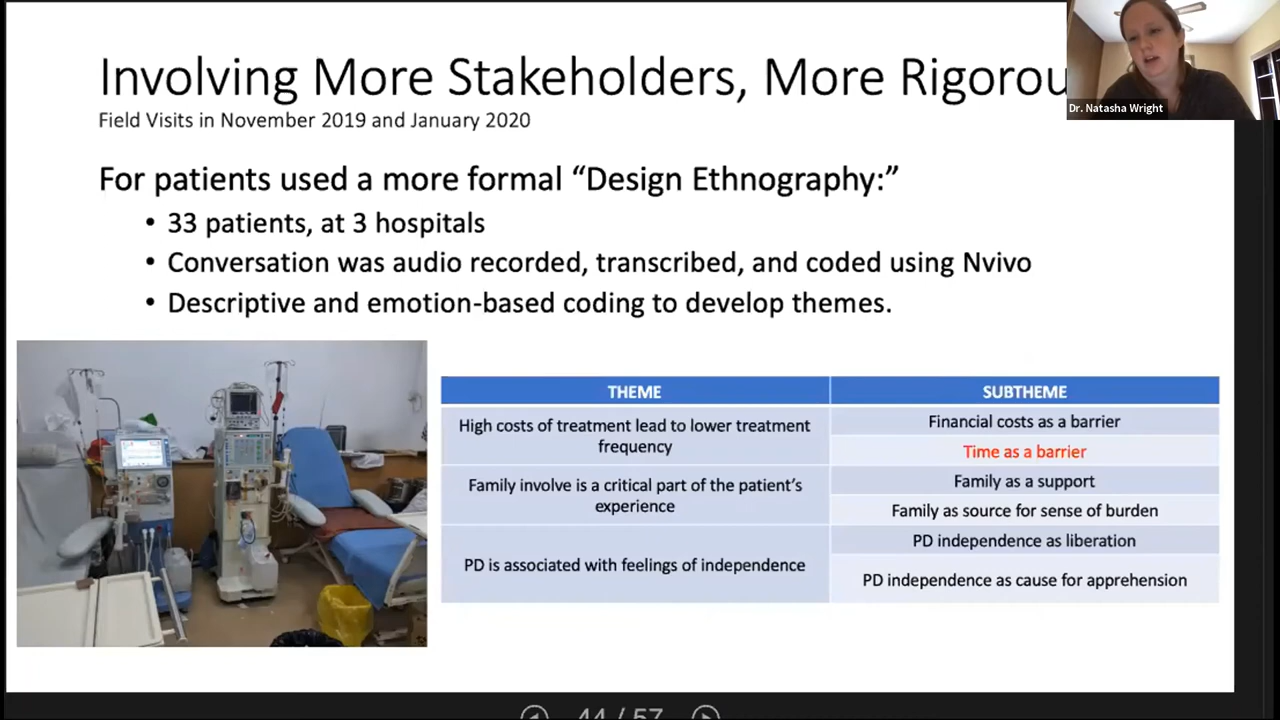 Involving More Stakeholders, More Rigorou
Dr. Natasha Wright
Field Visits in November 2019 and January 2020
For patients used a more formal “Design Ethnography:”
• 33 patients, at 3 hospitals
• Conversation was audio recorded, transcribed, and coded using Nvivo
• Descriptive and emotion-based coding to develop themes.
THEME
SUBTHEME
High costs of treatment lead to lower treatment
frequency
Financial costs as a barrier
Time as a barrier
Family involve is a critical part of the patient’s
experience
Family as a support
Family as source for sense of burden
PD is associated with feelings of independence
PD independence as liberation
PD independence as cause for apprehension
44 / 57